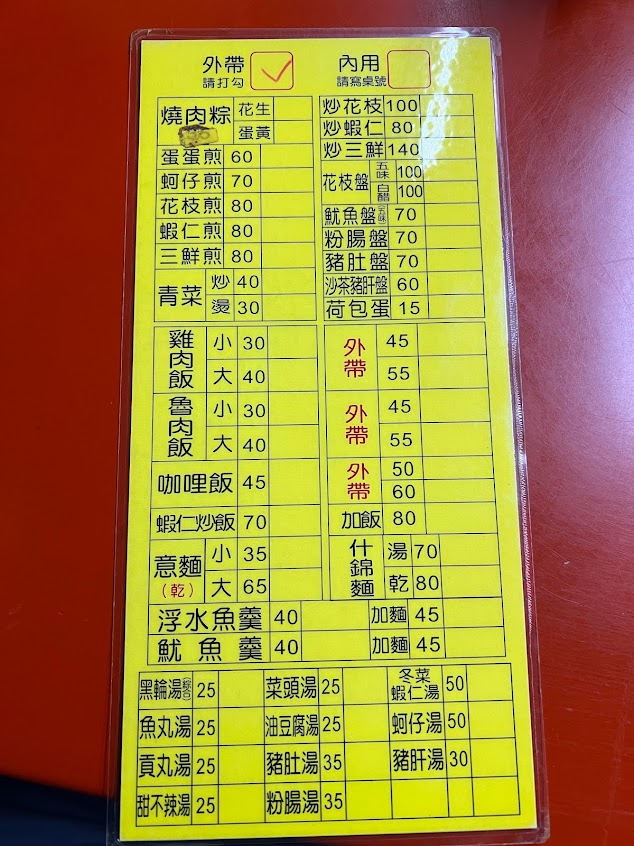 外帶 內用
請打勾 請寫桌號
燒肉粽 花生
蛋黃
蛋蛋煎 60
蚵仔煎 70
花枝煎 80
蝦仁煎 80
三鮮煎 80
青菜 炒 40
燙 30
炒花枝 100
炒蝦仁 80
炒三鮮 140
花枝盤 五味 100
白醋 100
魷魚盤(五味) 70
粉腸盤 70
豬肚盤 70
沙茶豬肝盤 60
荷包蛋 15
雞肉飯 小 30
大 40
外帶 45
55
魯肉飯 小 30
大 40
外帶 45
55
咖哩飯 45
外帶 50
60
蝦仁炒飯 70
加飯 80
意麵(乾) 小 35
大 65
什錦麵 湯 70
乾 80
浮水魚羹 40 加麵 45
魷魚羹 40 加麵 45
黑輪湯(綜合) 25 菜頭湯 25 冬菜蝦仁湯 50
魚丸湯 25 油豆腐湯 25 蚵仔湯 50
貢丸湯 25 豬肚湯 35 豬肝湯 30
甜不辣湯 25 粉腸湯 35